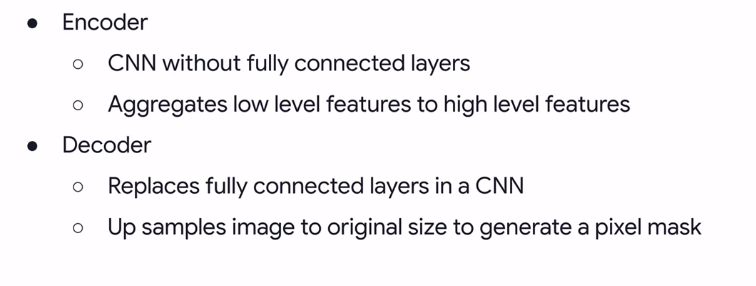 ● Encoder
○ CNN without fully connected layers
○ Aggregates low level features to high level features
● Decoder
○ Replaces fully connected layers in a CNN
○ Up samples image to original size to generate a pixel mask